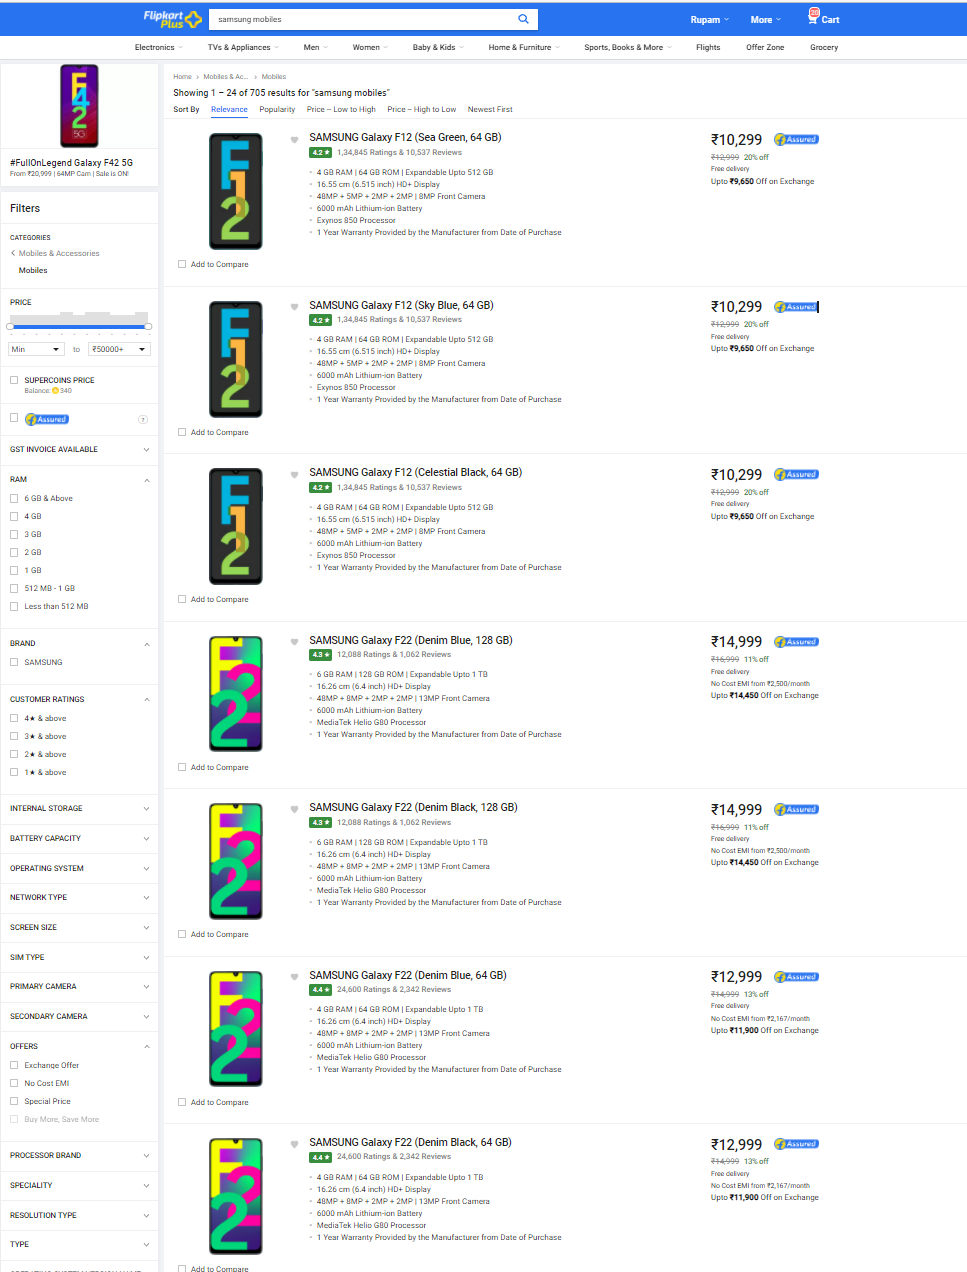 Flipkart
Plus
samsung mobiles
Rupam
More
Cart
Electronics
TVs & Appliances
Men
Women
Baby & Kids
Home & Furniture
Sports, Books & More
Flights
Offer Zone
Grocery
F42
5G
#FullOnLegend Galaxy F42 5G
From ₹20,999 | 64MP Cam | Sale is ON!
Filters
CATEGORIES
Mobiles & Accessories
Mobiles
PRICE
Min
to
₹50000+
SUPERCOINS PRICE
Balance: 340
Assured
?
GST INVOICE AVAILABLE
RAM
6 GB & Above
4 GB
3 GB
2 GB
1 GB
512 MB - 1 GB
Less than 512 MB
BRAND
SAMSUNG
CUSTOMER RATINGS
4★ & above
3★ & above
2★ & above
1★ & above
INTERNAL STORAGE
BATTERY CAPACITY
OPERATING SYSTEM
NETWORK TYPE
SCREEN SIZE
SIM TYPE
PRIMARY CAMERA
SECONDARY CAMERA
OFFERS
Exchange Offer
No Cost EMI
Special Price
Buy More, Save More
PROCESSOR BRAND
SPECIALITY
RESOLUTION TYPE
TYPE
Home > Mobiles & Ac... > Mobiles
Showing 1 – 24 of 705 results for "samsung mobiles"
Sort By Relevance Popularity Price -- Low to High Price -- High to Low Newest First
F12
SAMSUNG Galaxy F12 (Sea Green, 64 GB)
4.2 ★ 1,34,845 Ratings & 10,537 Reviews
4 GB RAM | 64 GB ROM | Expandable Upto 512 GB
16.55 cm (6.515 inch) HD+ Display
48MP + 5MP + 2MP + 2MP | 8MP Front Camera
6000 mAh Lithium-ion Battery
Exynos 850 Processor
1 Year Warranty Provided by the Manufacturer from Date of Purchase
₹10,299
Assured
₹12,999 20% off
Free delivery
Upto ₹9,650 Off on Exchange
Add to Compare
F12
SAMSUNG Galaxy F12 (Sky Blue, 64 GB)
4.2 ★ 1,34,845 Ratings & 10,537 Reviews
4 GB RAM | 64 GB ROM | Expandable Upto 512 GB
16.55 cm (6.515 inch) HD+ Display
48MP + 5MP + 2MP + 2MP | 8MP Front Camera
6000 mAh Lithium-ion Battery
Exynos 850 Processor
1 Year Warranty Provided by the Manufacturer from Date of Purchase
₹10,299
Assured
₹12,999 20% off
Free delivery
Upto ₹9,650 Off on Exchange
Add to Compare
F12
SAMSUNG Galaxy F12 (Celestial Black, 64 GB)
4.2 ★ 1,34,845 Ratings & 10,537 Reviews
4 GB RAM | 64 GB ROM | Expandable Upto 512 GB
16.55 cm (6.515 inch) HD+ Display
48MP + 5MP + 2MP + 2MP | 8MP Front Camera
6000 mAh Lithium-ion Battery
Exynos 850 Processor
1 Year Warranty Provided by the Manufacturer from Date of Purchase
₹10,299
Assured
₹12,999 20% off
Free delivery
Upto ₹9,650 Off on Exchange
Add to Compare
F22
SAMSUNG Galaxy F22 (Denim Blue, 128 GB)
4.3 ★ 12,088 Ratings & 1,062 Reviews
6 GB RAM | 128 GB ROM | Expandable Upto 1 TB
16.26 cm (6.4 inch) HD+ Display
48MP + 8MP + 2MP + 2MP | 13MP Front Camera
6000 mAh Lithium-ion Battery
MediaTek Helio G80 Processor
1 Year Warranty Provided by the Manufacturer from Date of Purchase
₹14,999
Assured
₹16,999 11% off
Free delivery
No Cost EMI from ₹2,500/month
Upto ₹14,450 Off on Exchange
Add to Compare
F22
SAMSUNG Galaxy F22 (Denim Black, 128 GB)
4.3 ★ 12,088 Ratings & 1,062 Reviews
6 GB RAM | 128 GB ROM | Expandable Upto 1 TB
16.26 cm (6.4 inch) HD+ Display
48MP + 8MP + 2MP + 2MP | 13MP Front Camera
6000 mAh Lithium-ion Battery
MediaTek Helio G80 Processor
1 Year Warranty Provided by the Manufacturer from Date of Purchase
₹14,999
Assured
₹16,999 11% off
Free delivery
No Cost EMI from ₹2,500/month
Upto ₹14,450 Off on Exchange
Add to Compare
F22
SAMSUNG Galaxy F22 (Denim Blue, 64 GB)
4.4 ★ 24,600 Ratings & 2,342 Reviews
4 GB RAM | 64 GB ROM | Expandable Upto 1 TB
16.26 cm (6.4 inch) HD+ Display
48MP + 8MP + 2MP + 2MP | 13MP Front Camera
6000 mAh Lithium-ion Battery
MediaTek Helio G80 Processor
1 Year Warranty Provided by the Manufacturer from Date of Purchase
₹12,999
Assured
₹14,999 13% off
Free delivery
No Cost EMI from ₹2,167/month
Upto ₹11,900 Off on Exchange
Add to Compare
F22
SAMSUNG Galaxy F22 (Denim Black, 64 GB)
4.4 ★ 24,600 Ratings & 2,342 Reviews
4 GB RAM | 64 GB ROM | Expandable Upto 1 TB
16.26 cm (6.4 inch) HD+ Display
48MP + 8MP + 2MP + 2MP | 13MP Front Camera
6000 mAh Lithium-ion Battery
MediaTek Helio G80 Processor
1 Year Warranty Provided by the Manufacturer from Date of Purchase
₹12,999
Assured
₹14,999 13% off
Free delivery
No Cost EMI from ₹2,167/month
Upto ₹11,900 Off on Exchange
Add to Compare